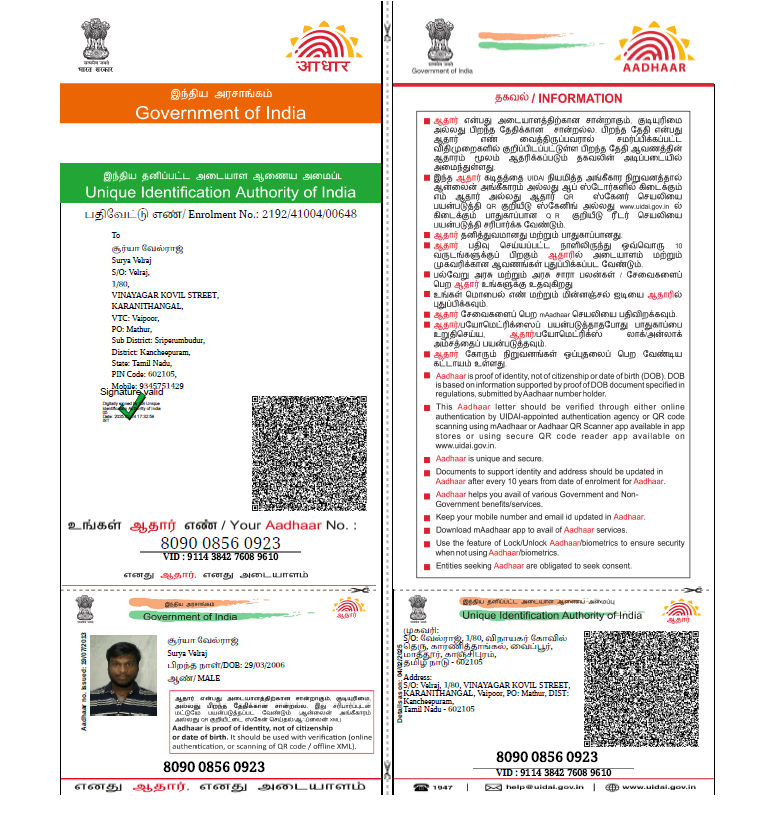 भारत सरकार
आधार
இந்திய அரசாங்கம்
Government of India
இந்திய தனிப்பட்ட அடையாள ஆணைய அமைப்பு
Unique Identification Authority of India
பதிவேட்டு எண்/ Enrolment No.: 2192/41004/00648
To
சூர்யா வேல்ராஜ்
Surya Velraj
S/O: Velraj,
1/80,
VINAYAGAR KOVIL STREET,
KARANITHANGAL,
VTC: Vaipoor,
PO: Mathur,
Sub District: Sriperumbudur,
District: Kancheepuram,
State: Tamil Nadu,
PIN Code: 602105,
Mobile: 9345751429
Signature valid
உங்கள் ஆதார் எண் / Your Aadhaar No. :
8090 0856 0923
VID : 9114 3842 7608 9610
எனது ஆதார், எனது அடையாளம்
Government of India
AADHAAR
தகவல் / INFORMATION
ஆதார் என்பது அடையாளத்திற்கான சான்றாகும், குடியுரிமை
அல்லது பிறந்த தேதிக்கான சான்றல்ல. பிறந்த தேதி என்பது
ஆதார் எண் வைத்திருப்பவரால் சமர்ப்பிக்கப்பட்ட
விதிமுறைகளில் குறிப்பிடப்பட்டுள்ள பிறந்த தேதி ஆவணத்தின்
ஆதாரம் மூலம் ஆதரிக்கப்படும் தகவலின் அடிப்படையில்
அமைந்துள்ளது.
இந்த ஆதார் கடிதத்தை UIDAI நியமித்த அங்கீகார நிறுவனத்தால்
ஆன்லைன் அங்கீகாரம் அல்லது ஆப் ஸ்டோர்களில் கிடைக்கும்
எம் ஆதார் அல்லது ஆதார் QR ஸ்கேனர் செயலியை
பயன்படுத்தி QR குறியீடு ஸ்கேனிங் அல்லது www.uidai.gov.in ல்
கிடைக்கும் பாதுகாப்பான QR குறியீடு ரீடர் செயலியை
பயன்படுத்தி சரிபார்க்க வேண்டும்.
ஆதார் தனித்துவமானது மற்றும் பாதுகாப்பானது.
ஆதார் பதிவு செய்யப்பட்ட நாளிலிருந்து ஒவ்வொரு 10
வருடங்களுக்குப் பிறகும் ஆதாரில் அடையாளம் மற்றும்
முகவரிக்கான ஆவணங்கள் புதுப்பிக்கப்பட வேண்டும்.
பல்வேறு அரசு மற்றும் அரசு சாரா பலன்கள் / சேவைகளைப்
பெற ஆதார் உங்களுக்கு உதவுகிறது
உங்கள் மொபைல் எண் மற்றும் மின்னஞ்சல் ஐடியை ஆதாரில்
புதுப்பிக்கவும்.
ஆதார் சேவைகளைப் பெற mAadhaar செயலியை பதிவிறக்கவும்.
ஆதார்/பயோமெட்ரிக்ஸைப் பயன்படுத்தாதபோது பாதுகாப்பை
உறுதிசெய்ய, ஆதார்/பயோமெட்ரிக்ஸ் லாக்/அன்லாக்
அம்சத்தைப் பயன்படுத்தவும்.
ஆதார் கோரும் நிறுவனங்கள் ஒப்புதலைப் பெற வேண்டிய
கட்டாயம் உள்ளது.
Aadhaar is proof of identity, not of citizenship or date of birth (DOB). DOB
is based on information supported by proof of DOB document specified in
regulations, submitted by Aadhaar number holder.
This Aadhaar letter should be verified through either online
authentication by UIDAI-appointed authentication agency or QR code
scanning using mAadhaar or Aadhaar QR Scanner app available in app
stores or using secure QR code reader app available on
www.uidai.gov.in.
Aadhaar is unique and secure.
Documents to support identity and address should be updated in
Aadhaar after every 10 years from date of enrolment for Aadhaar.
Aadhaar helps you avail of various Government and Non-
Government benefits/services.
Keep your mobile number and email id updated in Aadhaar.
Download mAadhaar app to avail of Aadhaar services.
Use the feature of Lock/Unlock Aadhaar/biometrics to ensure security
when not using Aadhaar/biometrics.
Entities seeking Aadhaar are obligated to seek consent.
இந்திய அரசாங்கம்
Government of India
ஆதார்
Aadhaar no. issued: 29/07/2013
சூர்யா வேல்ராஜ்
Surya Velraj
பிறந்த நாள்/DOB: 29/03/2006
ஆண்/ MALE
ஆதார் என்பது அடையாளத்திற்கான சான்றாகும், குடியுரிமை,
அல்லது பிறந்த தேதிக்கான சான்றல்ல. இது சரிபார்ப்புடன்
மட்டுமே பயன்படுத்தப்பட வேண்டும் (ஆன்லைன் அங்கீகாரம்
Aadhaar is proof of identity, not of citizenship
or date of birth. It should be used with verification (online
authentication, or scanning of QR code / offline XML).
8090 0856 0923
எனது ஆதார், எனது அடையாளம்
இந்திய தனிப்பட்ட அடையாள ஆணைய அமைப்பு
Unique Identification Authority of India
ஆதார்
Details as on: 04/02/2025
முகவரி:
S/O: வேல்ராஜ், 1/80, விநாயகர் கோவில்
தெரு, காரணித்தாங்கல், வைப்பூர்,
மாத்தூர், காஞ்சிபுரம்,
தமிழ் நாடு - 602105
Address:
S/O: Velraj, 1/80, VINAYAGAR KOVIL STREET,
KARANITHANGAL, Vaipoor, PO: Mathur, DIST:
Kancheepuram,
Tamil Nadu - 602105
8090 0856 0923
VID : 9114 3842 7608 9610
1947
help@uidai.gov.in
www.uidai.gov.in